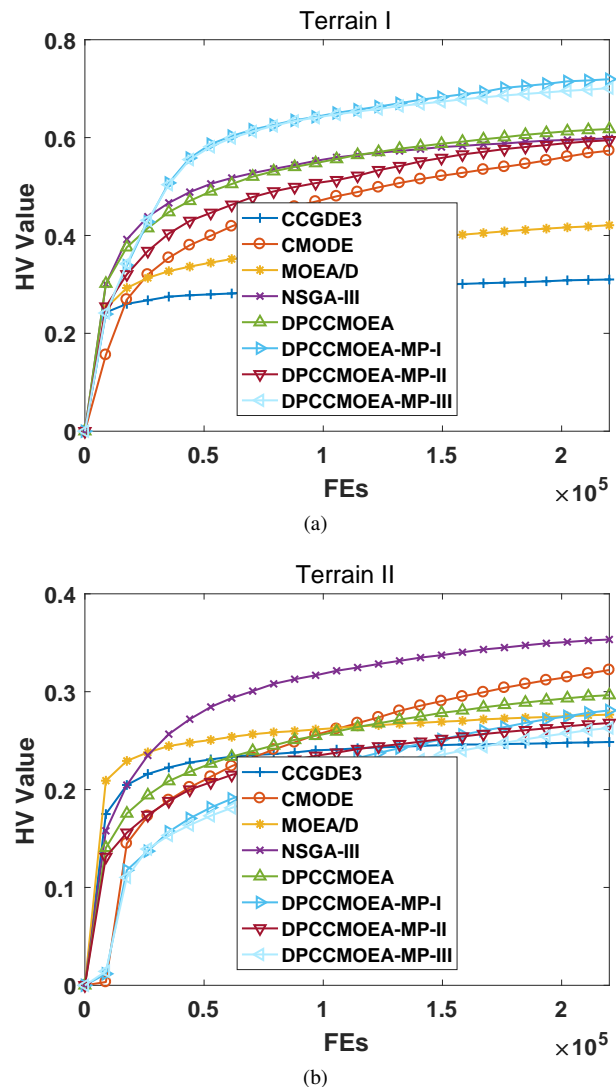 Terrain I
0.8
0.6
0.4
0.2
0
HV Value
CCGDE3
CMODE
MOEA/D
NSGA-III
DPCCMOEA
DPCCMOEA-MP-I
DPCCMOEA-MP-II
DPCCMOEA-MP-III
0 0.5 1 1.5 2
FEs
×10^5
(a)
Terrain II
0.4
0.3
0.2
0.1
0
HV Value
CCGDE3
CMODE
MOEA/D
NSGA-III
DPCCMOEA
DPCCMOEA-MP-I
DPCCMOEA-MP-II
DPCCMOEA-MP-III
0 0.5 1 1.5 2
FEs
×10^5
(b)